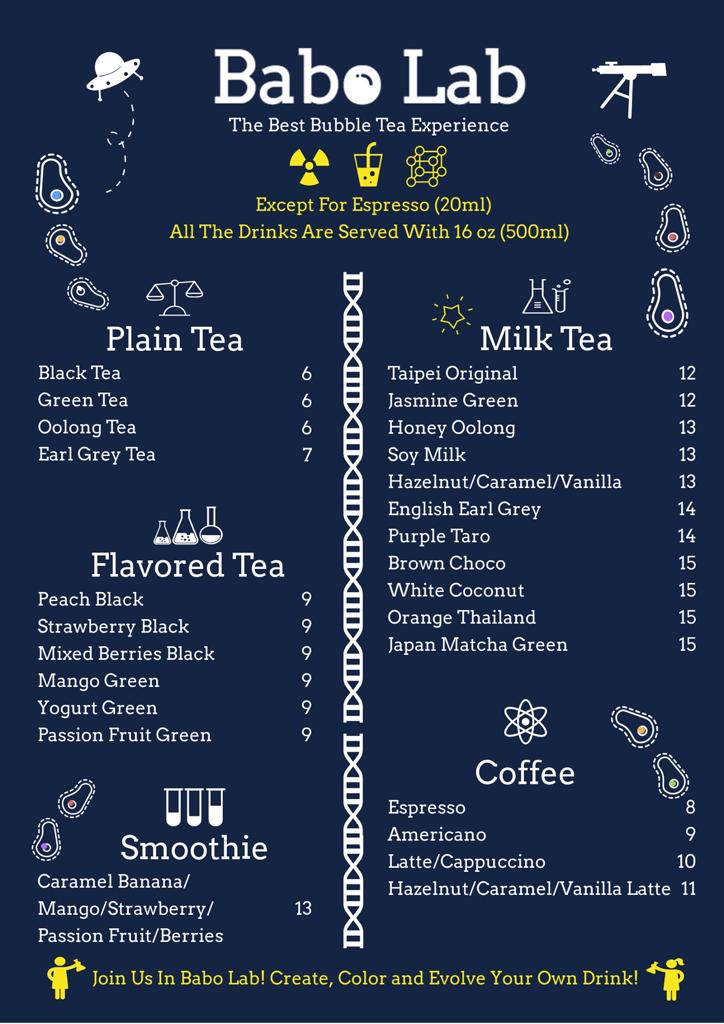 Babo Lab
The Best Bubble Tea Experience
Except For Espresso (20ml)
All The Drinks Are Served With 16 oz (500ml)
Plain Tea
Black Tea 6
Green Tea 6
Oolong Tea 6
Earl Grey Tea 7
Flavored Tea
Peach Black 9
Strawberry Black 9
Mixed Berries Black 9
Mango Green 9
Yogurt Green 9
Passion Fruit Green 9
Smoothie
Caramel Banana/
Mango/Strawberry/ 13
Passion Fruit/Berries
Milk Tea
Taipei Original 12
Jasmine Green 12
Honey Oolong 13
Soy Milk 13
Hazelnut/Caramel/Vanilla 13
English Earl Grey 14
Purple Taro 14
Brown Choco 15
White Coconut 15
Orange Thailand 15
Japan Matcha Green 15
Coffee
Espresso 8
Americano 9
Latte/Cappuccino 10
Hazelnut/Caramel/Vanilla Latte 11
Join Us In Babo Lab! Create, Color and Evolve Your Own Drink!